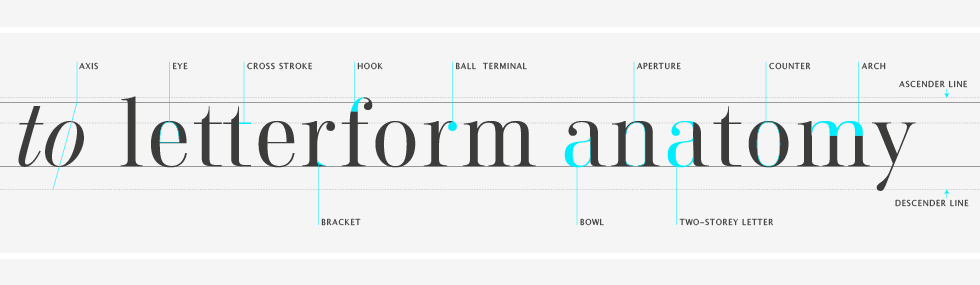 AXIS EYE CROSS STROKE HOOK BALL TERMINAL APERTURE COUNTER ARCH
ASCENDER LINE
to letterform anatomy
DESCENDER LINE
BRACKET BOWL TWO-STOREY LETTER